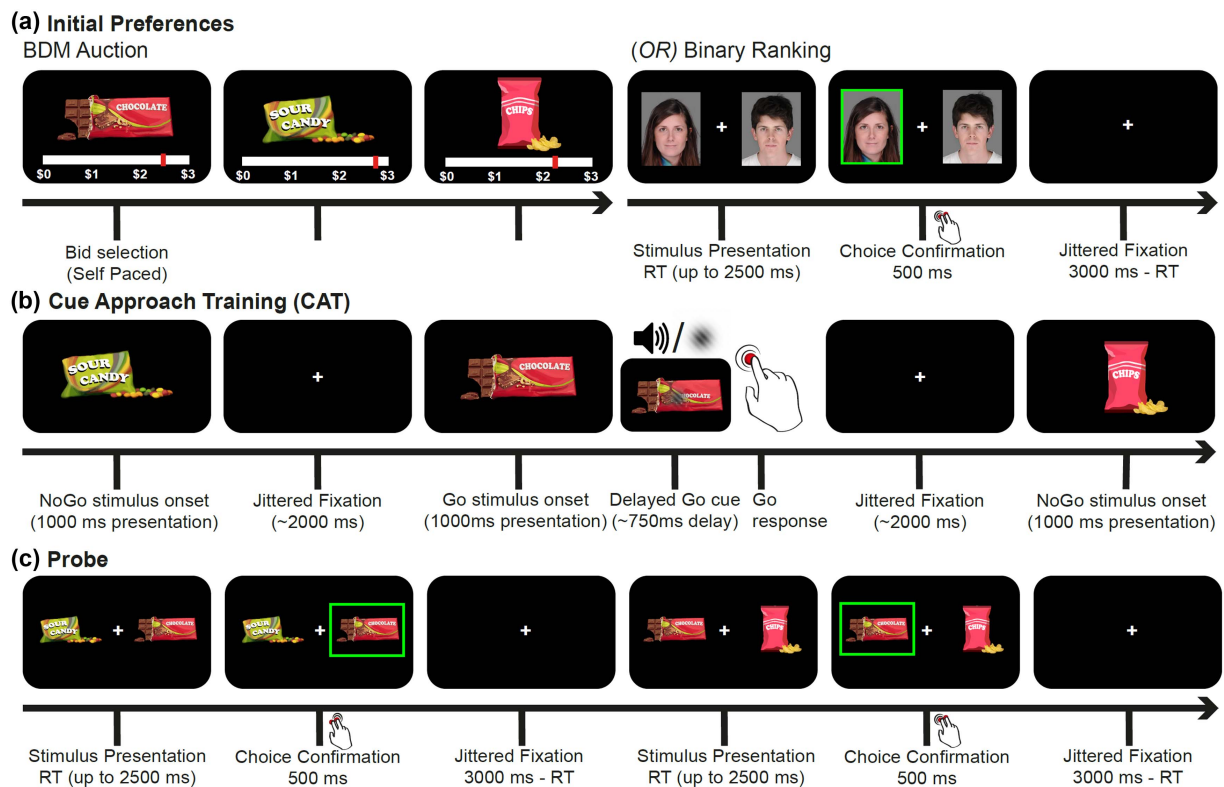 (a) Initial Preferences
BDM Auction
(OR) Binary Ranking
CHOCOLATE
SOUR
CANDY
CHIPS
$0 $1 $2 $3
$0 $1 $2 $3
$0 $1 $2 $3
+
+
+
Bid selection
(Self Paced)
Stimulus Presentation
RT (up to 2500 ms)
Choice Confirmation
500 ms
Jittered Fixation
3000 ms - RT
(b) Cue Approach Training (CAT)
SOUR
CANDY
+
CHOCOLATE
/
CHOCOLATE
+
CHIPS
NoGo stimulus onset
(1000 ms presentation)
Jittered Fixation
(~2000 ms)
Go stimulus onset
(1000ms presentation)
Delayed Go cue
(~750ms delay)
Go
response
Jittered Fixation
(~2000 ms)
NoGo stimulus onset
(1000 ms presentation)
(c) Probe
SOUR
CANDY
+
CHOCOLATE
SOUR
CANDY
+
CHOCOLATE
+
CHOCOLATE
+
CHIPS
CHOCOLATE
+
CHIPS
+
Stimulus Presentation
RT (up to 2500 ms)
Choice Confirmation
500 ms
Jittered Fixation
3000 ms - RT
Stimulus Presentation
RT (up to 2500 ms)
Choice Confirmation
500 ms
Jittered Fixation
3000 ms - RT